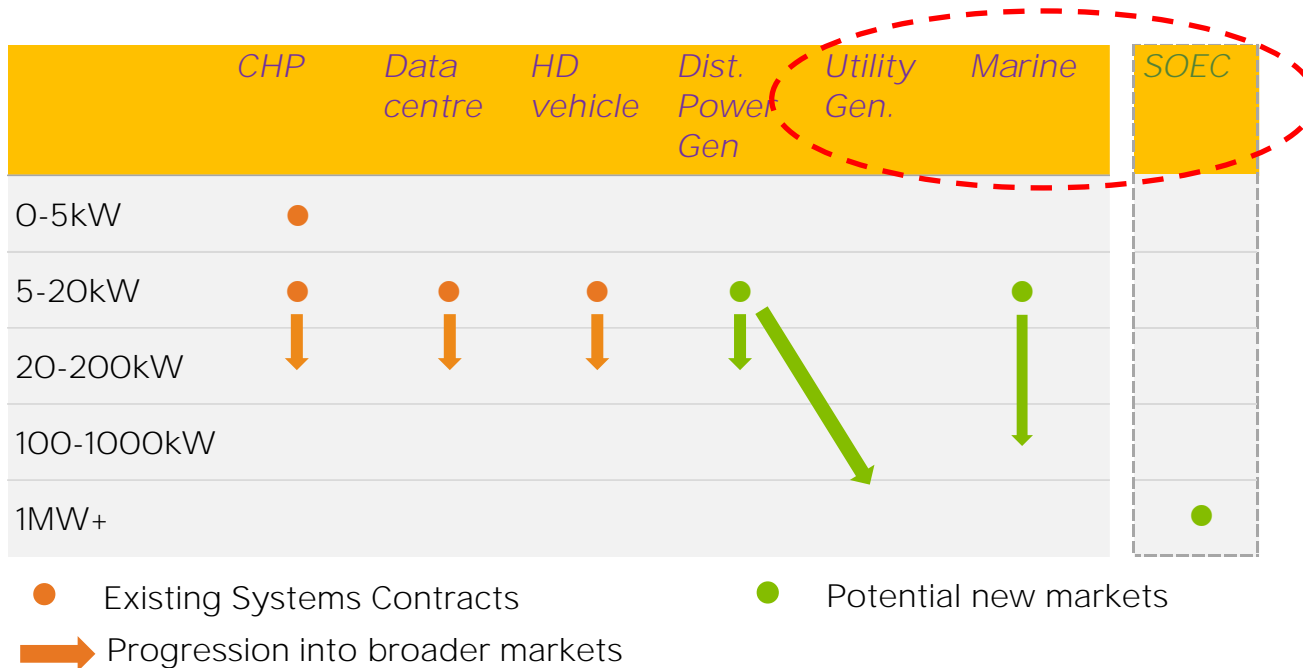 CHP
Data
centre
HD
vehicle
Dist.
Power
Gen
Utility
Gen.
Marine
SOEC
0-5kW
5-20kW
20-200kW
100-1000kW
1MW+
Existing Systems Contracts
Potential new markets
Progression into broader markets